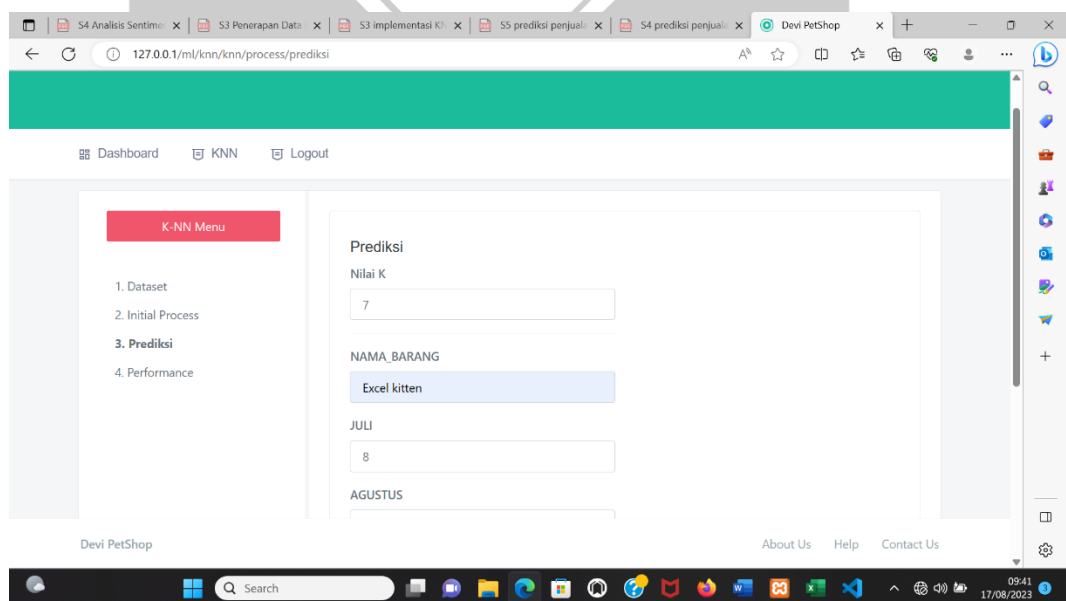 S4 Analisis Sentime
S3 Penerapan Data
S3 implementasi KN
S5 prediksi penjuala
S4 prediksi penjuala
Devi PetShop
127.0.0.1/ml/knn/knn/process/prediksi
Dashboard KNN Logout
K-NN Menu
1. Dataset
2. Initial Process
3. Prediksi
4. Performance
Prediksi
Nilai K
7
NAMA_BARANG
Excel kitten
JULI
8
AGUSTUS
Devi PetShop
About Us Help Contact Us
Search
09:41
17/08/2023
3